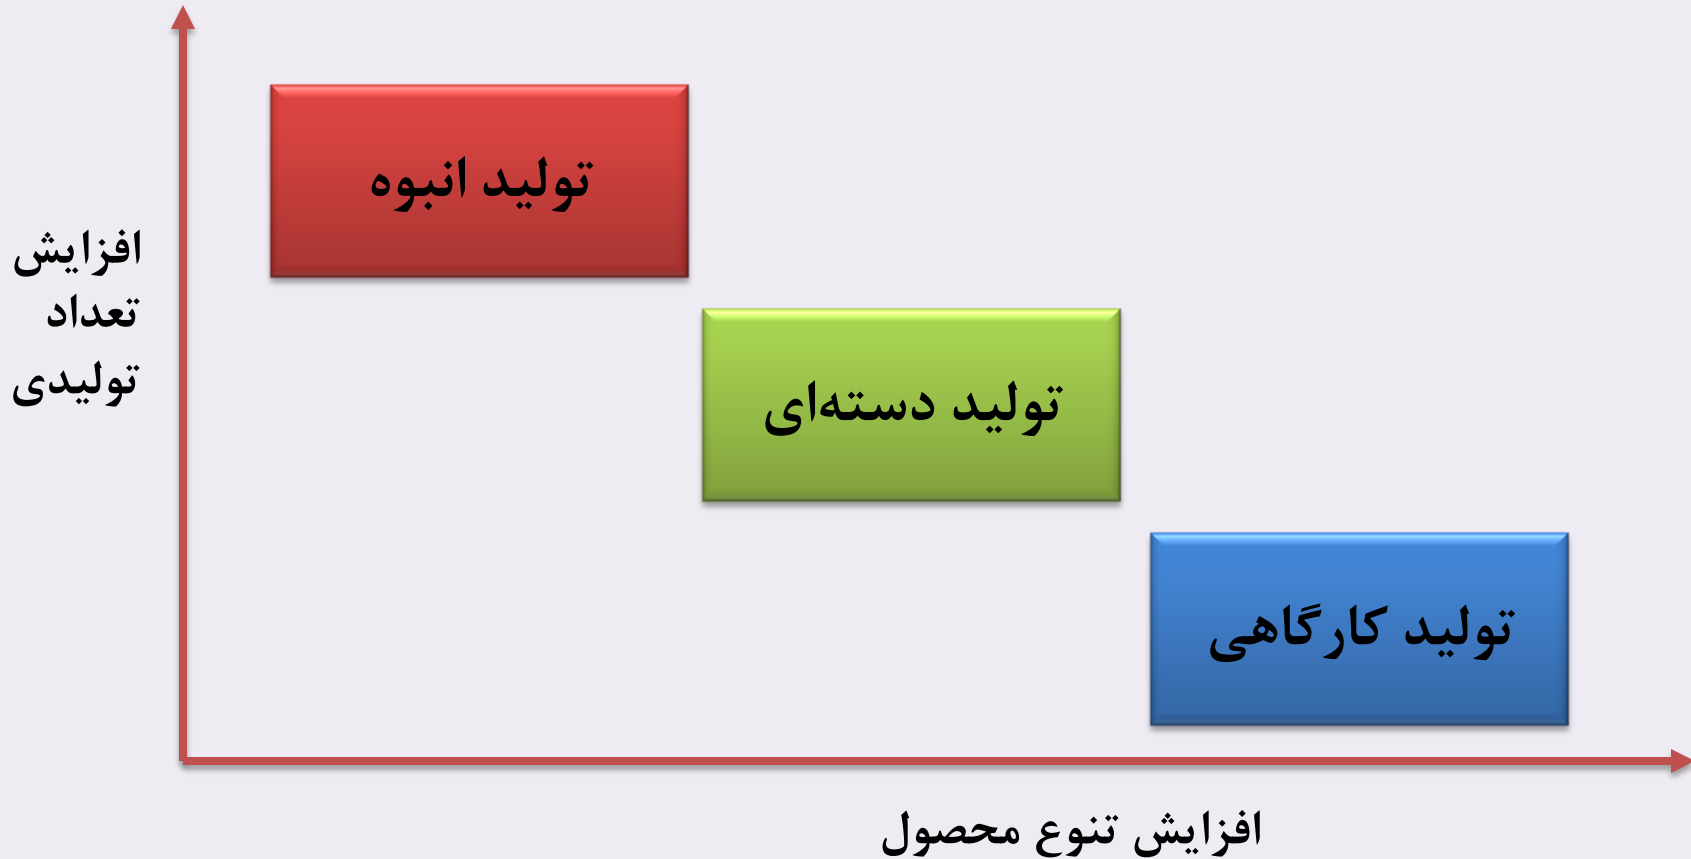 تولید انبوه
افزایش
تعداد
تولیدی
تولید دسته‌ای
تولید کارگاهی
افزایش تنوع محصول